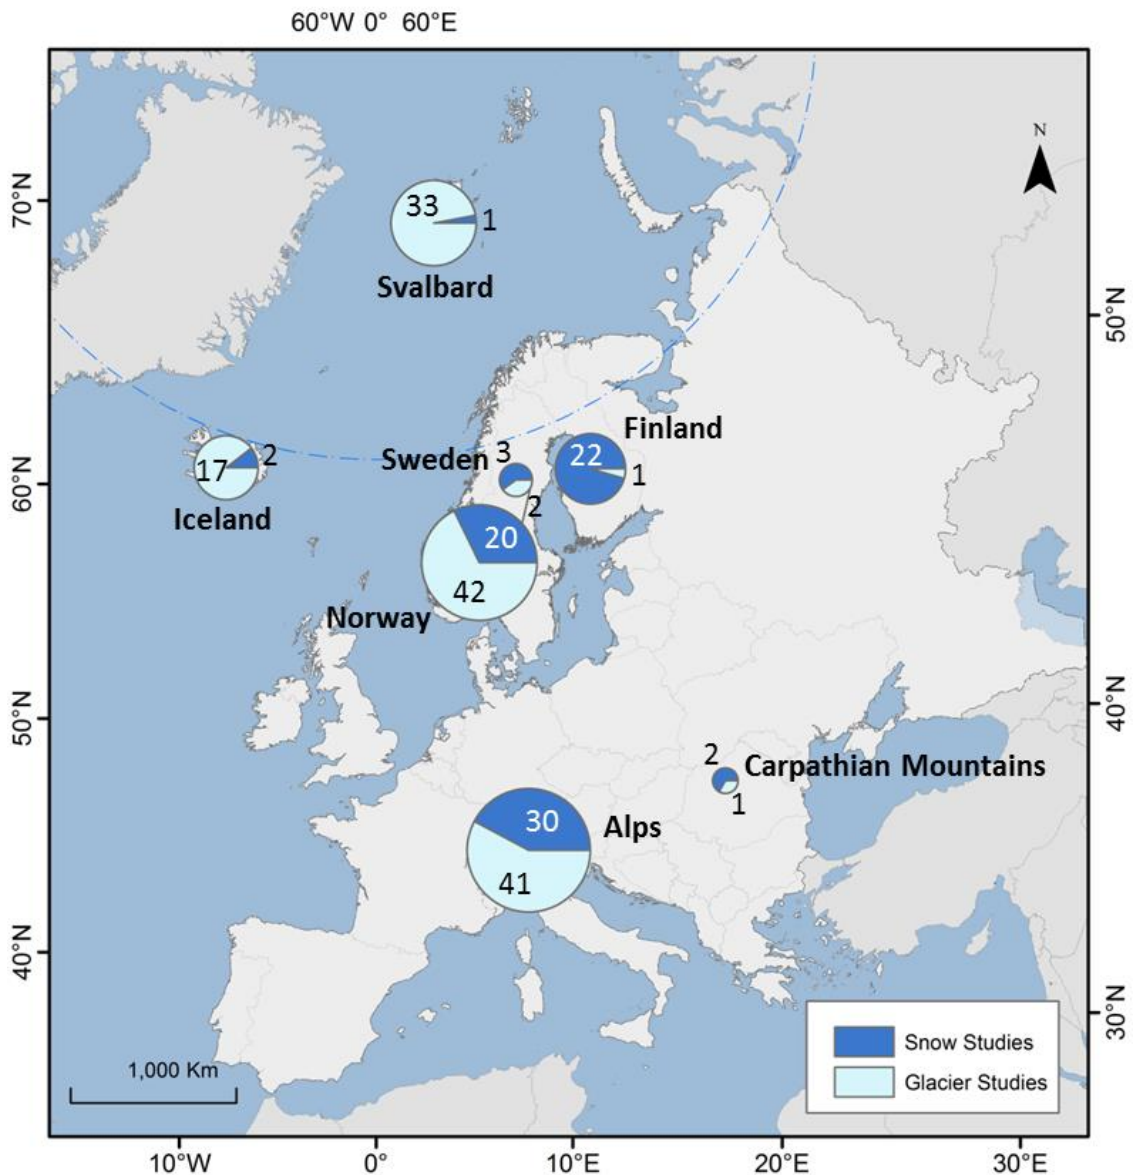 60°W 0° 60°E
N
70°N
33
1
Svalbard
50°N
Finland
Sweden
3
22
1
2
17
2
60°N
Iceland
20
42
Norway
50°N
40°N
2
Carpathian Mountains
1
30
Alps
41
40°N
30°N
Snow Studies
Glacier Studies
1,000 Km
10°W
0°
10°E
20°E
30°E